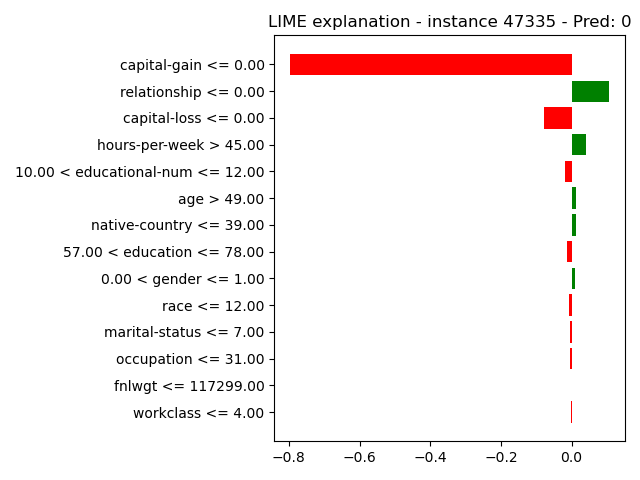 LIME explanation - instance 47335 - Pred: 0
capital-gain <= 0.00
relationship <= 0.00
capital-loss <= 0.00
hours-per-week > 45.00
10.00 < educational-num <= 12.00
age > 49.00
native-country <= 39.00
57.00 < education <= 78.00
0.00 < gender <= 1.00
race <= 12.00
marital-status <= 7.00
occupation <= 31.00
fnlwgt <= 117299.00
workclass <= 4.00
−0.8 −0.6 −0.4 −0.2 0.0